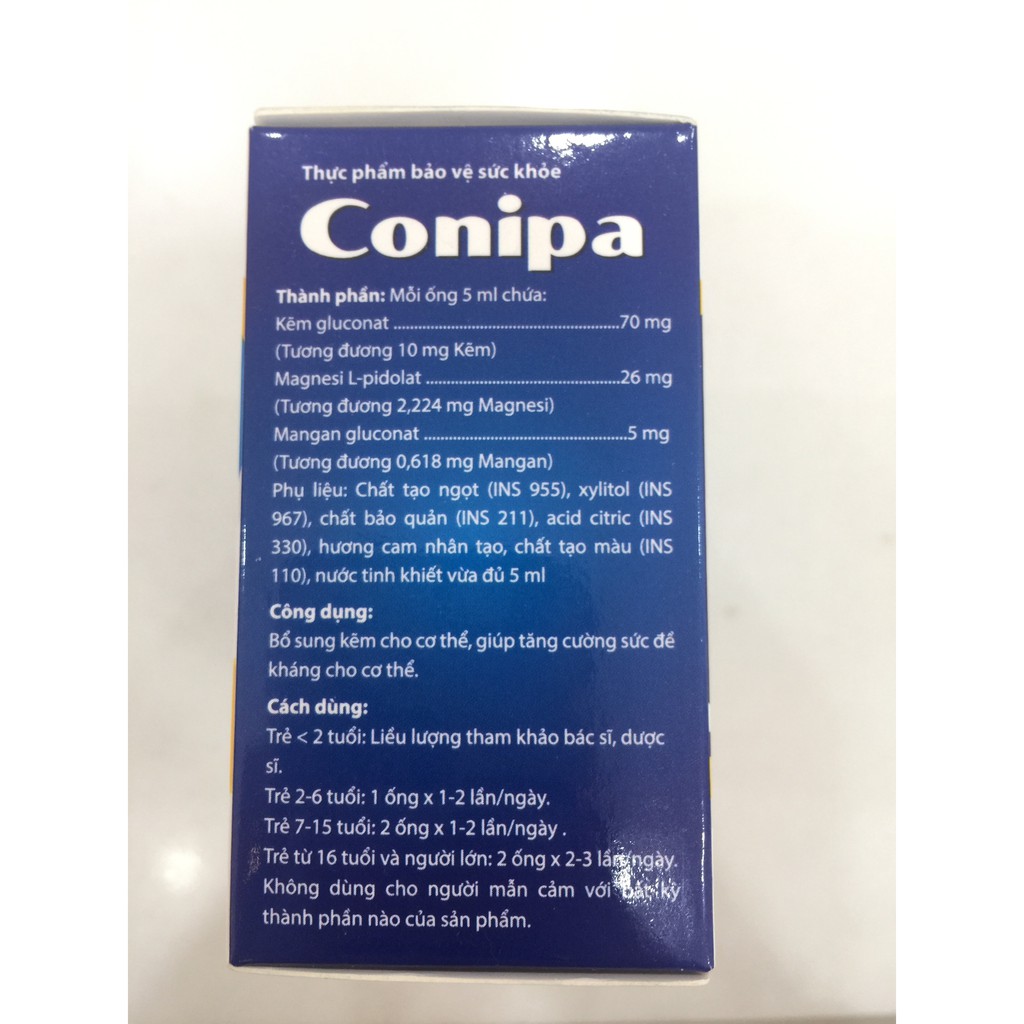 Thực phẩm bảo vệ sức khỏe
Conipa
Thành phần: Mỗi ống 5 ml chứa:
Kẽm gluconat ........................................................70 mg
(Tương đương 10 mg Kẽm)
Magnesi L-pidolat ................................................26 mg
(Tương đương 2,224 mg Magnesi)
Mangan gluconat ..................................................5 mg
(Tương đương 0,618 mg Mangan)
Phụ liệu: Chất tạo ngọt (INS 955), xylitol (INS
967), chất bảo quản (INS 211), acid citric (INS
330), hương cam nhân tạo, chất tạo màu (INS
110), nước tinh khiết vừa đủ 5 ml
Công dụng:
Bổ sung kẽm cho cơ thể, giúp tăng cường sức đề
kháng cho cơ thể.
Cách dùng:
Trẻ < 2 tuổi: Liều lượng tham khảo bác sĩ, dược
sĩ.
Trẻ 2-6 tuổi: 1 ống x 1-2 lần/ngày.
Trẻ 7-15 tuổi: 2 ống x 1-2 lần/ngày .
Trẻ từ 16 tuổi và người lớn: 2 ống x 2-3 lần/ngày.
Không dùng cho người mẫn cảm với bất kỳ
thành phần nào của sản phẩm.